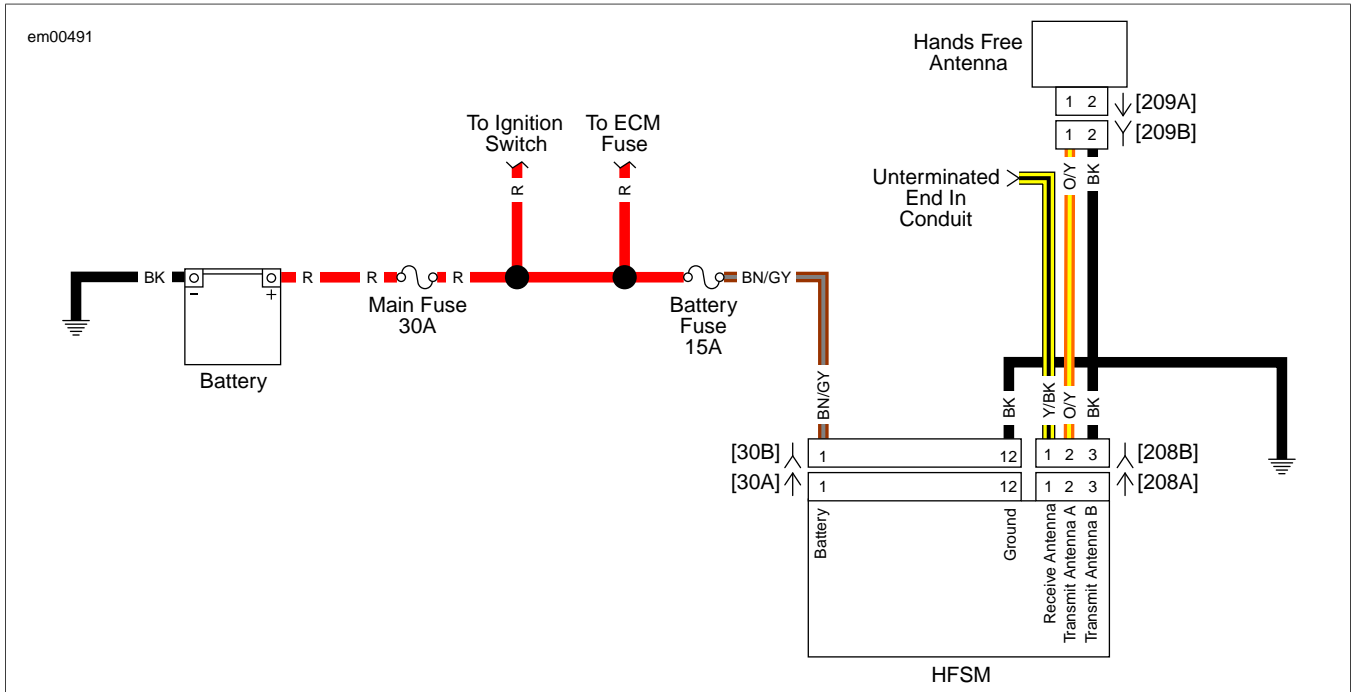 em00491
Hands Free
Antenna
1 2 [209A]
1 2 [209B]
To Ignition
Switch
To ECM
Fuse
R
R
O/Y
BK
Unterminated
End In
Conduit
BK
- +
R
R
R
BN/GY
Main Fuse
30A
Battery
Fuse
15A
Battery
BN/GY
BK
Y/BK
O/Y
BK
[30B] 1 12 1 2 3 [208B]
[30A] 1 12 1 2 3 [208A]
Battery
Ground
Receive Antenna
Transmit Antenna A
Transmit Antenna B
HFSM